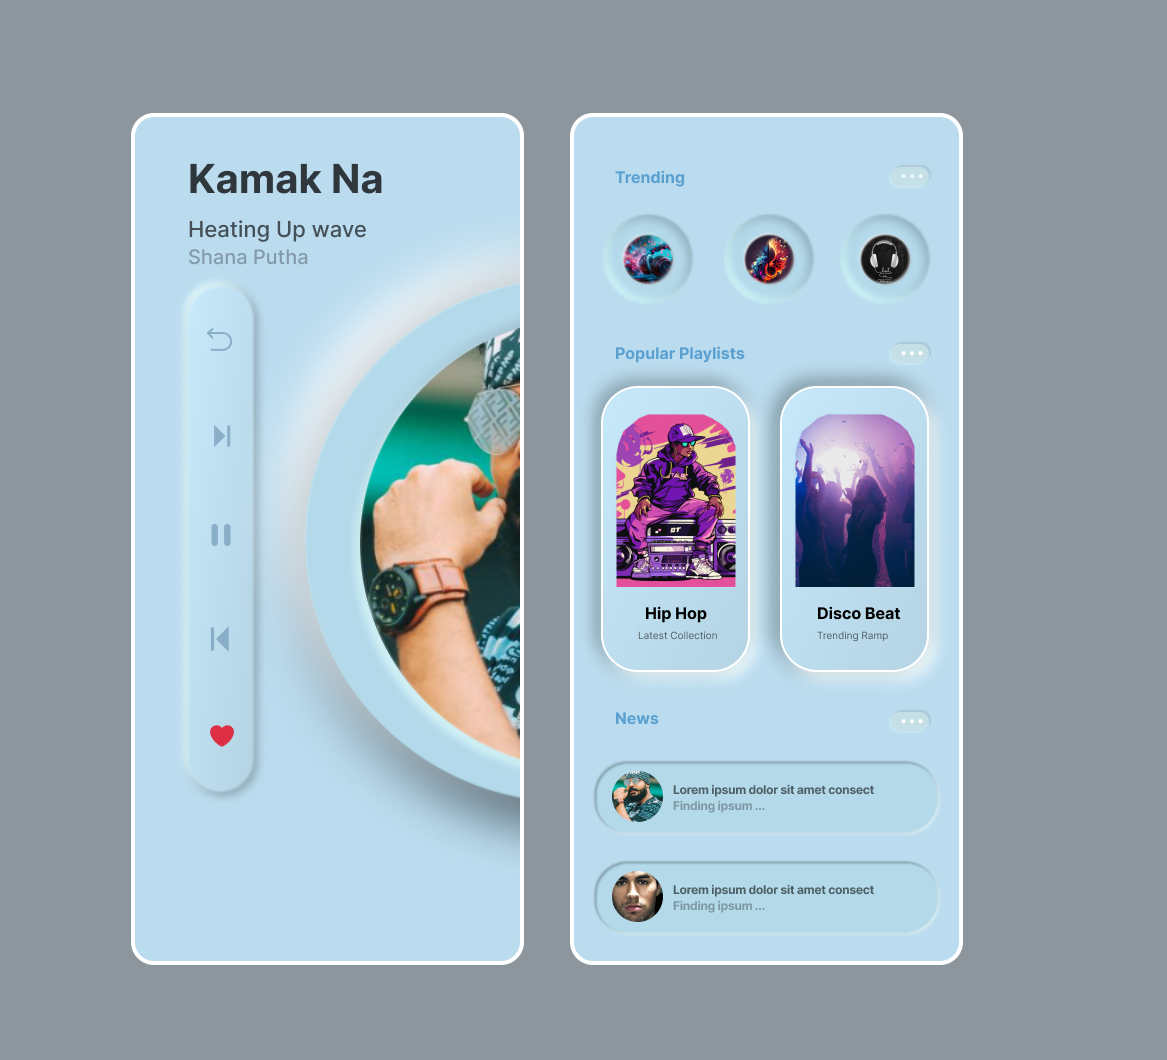 Kamak Na
Heating Up wave
Shana Putha
Trending
Popular Playlists
GT
Hip Hop
Latest Collection
Disco Beat
Trending Ramp
News
Lorem ipsum dolor sit amet consect
Finding ipsum ...
Lorem ipsum dolor sit amet consect
Finding ipsum ...